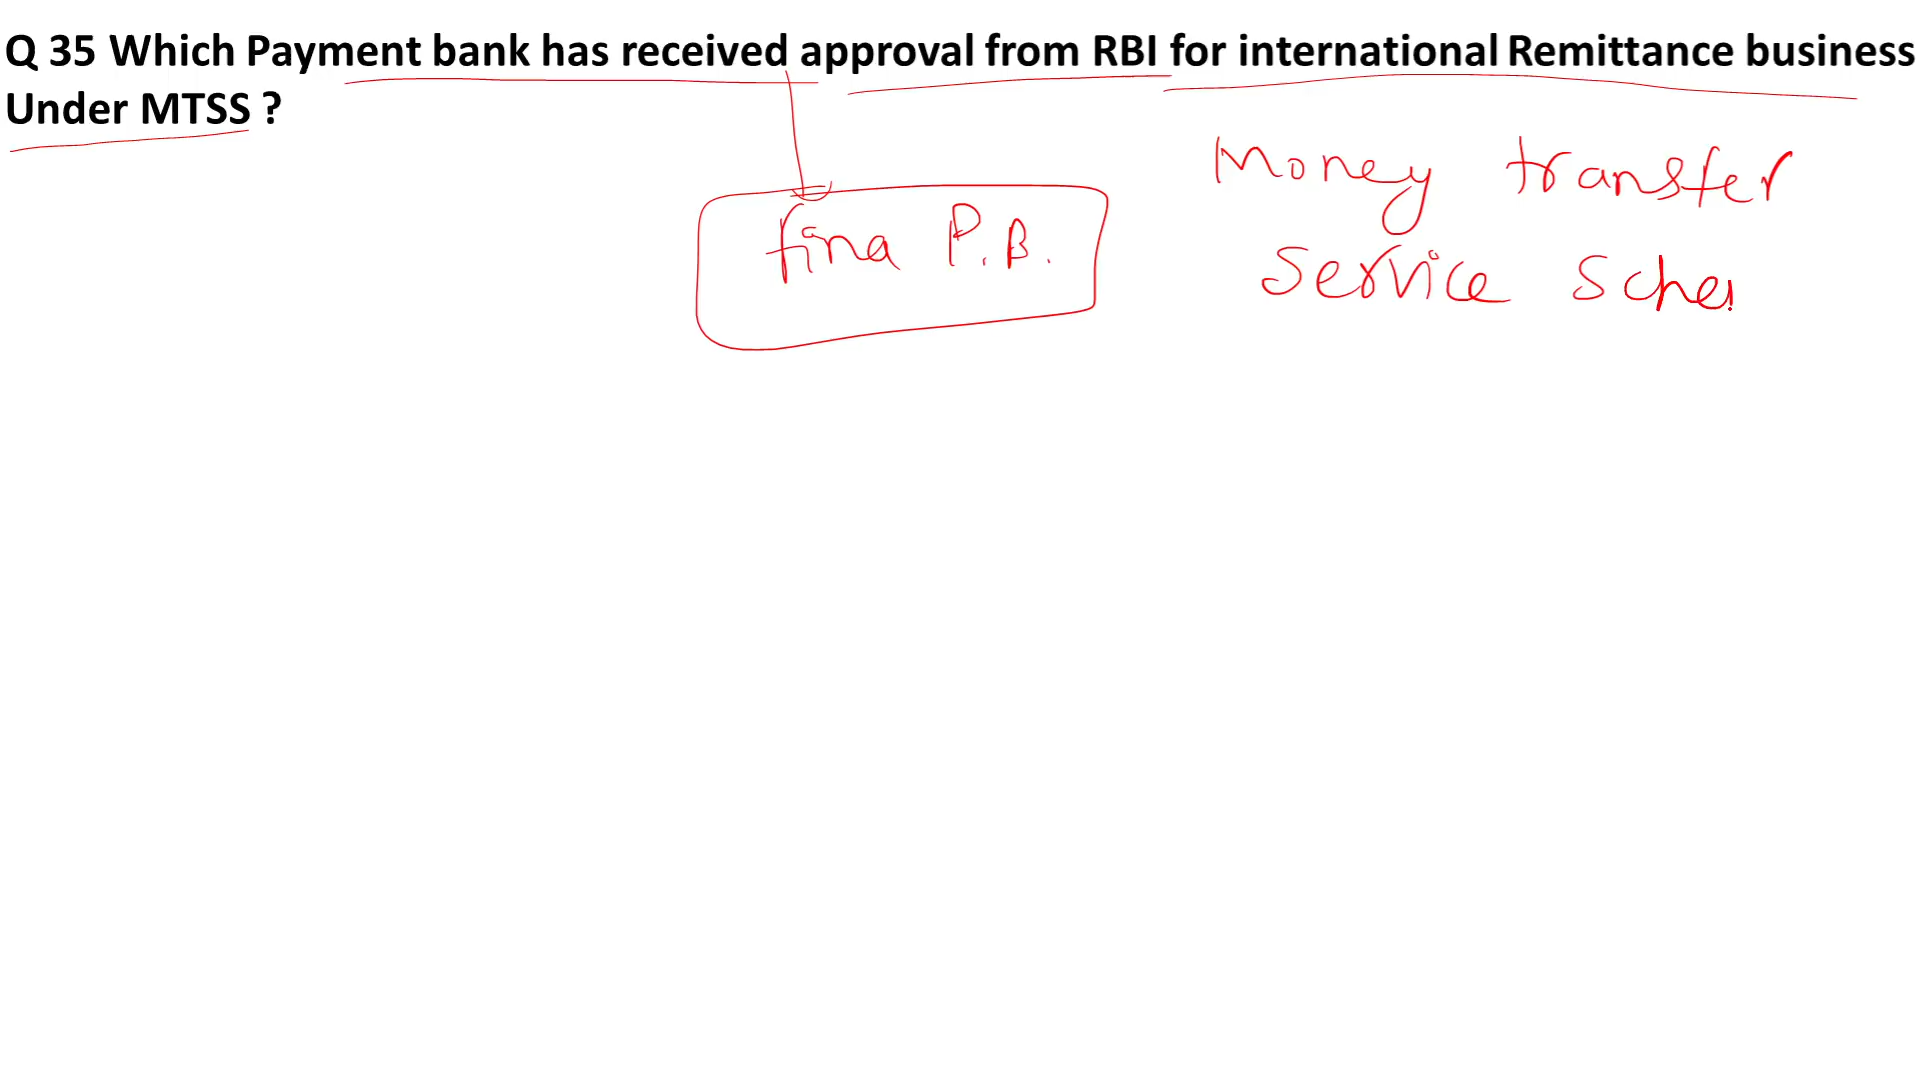 Q 35 Which Payment bank has received approval from RBI for international Remittance business
Under MTSS ?
Money transfer
fina P.B.
Service Sche